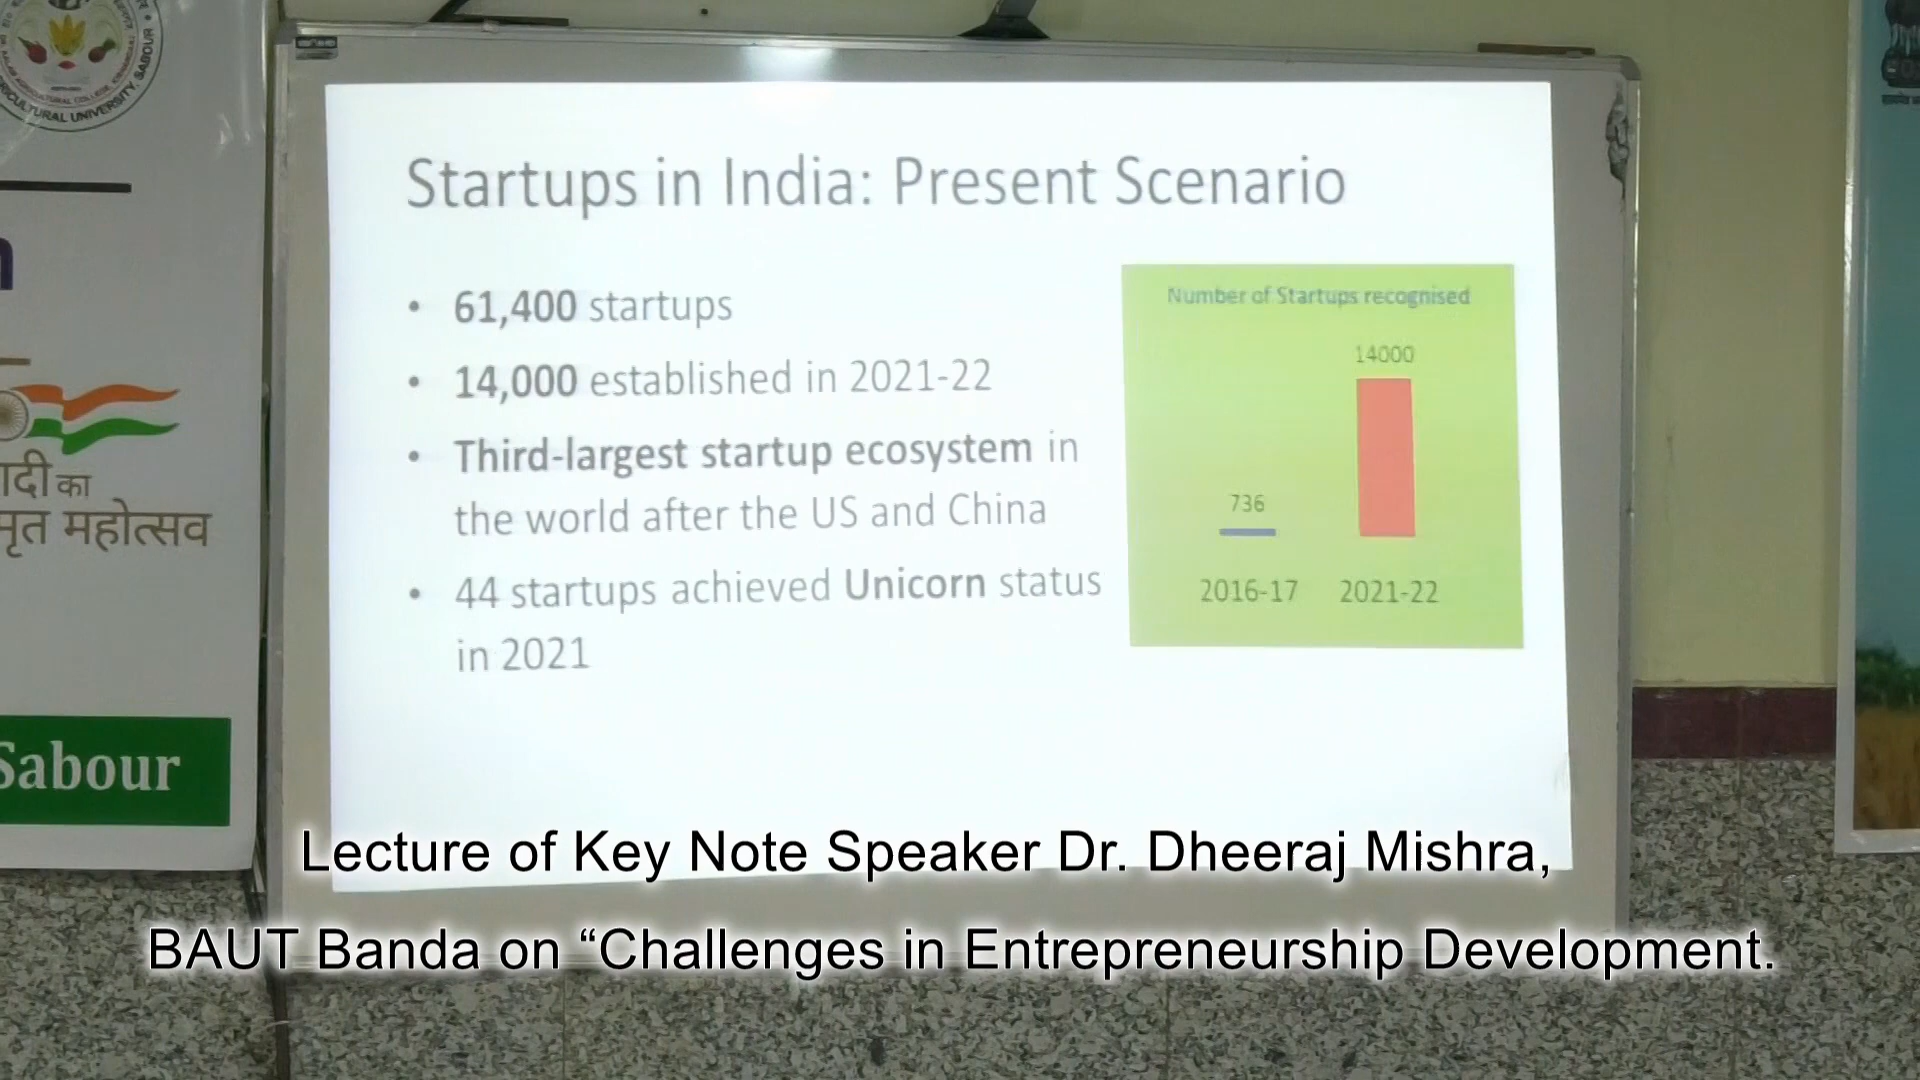 AGRICULTURAL UNIVERSITY, SABOUR
का
महोत्सव
Sabour
Startups in India: Present Scenario
• 61,400 startups
• 14,000 established in 2021-22
• Third-largest startup ecosystem in
the world after the US and China
• 44 startups achieved Unicorn status
in 2021
Number of Startups recognised
14000
736
2016-17 2021-22
Lecture of Key Note Speaker Dr. Dheeraj Mishra,
BAUT Banda on “Challenges in Entrepreneurship Development.